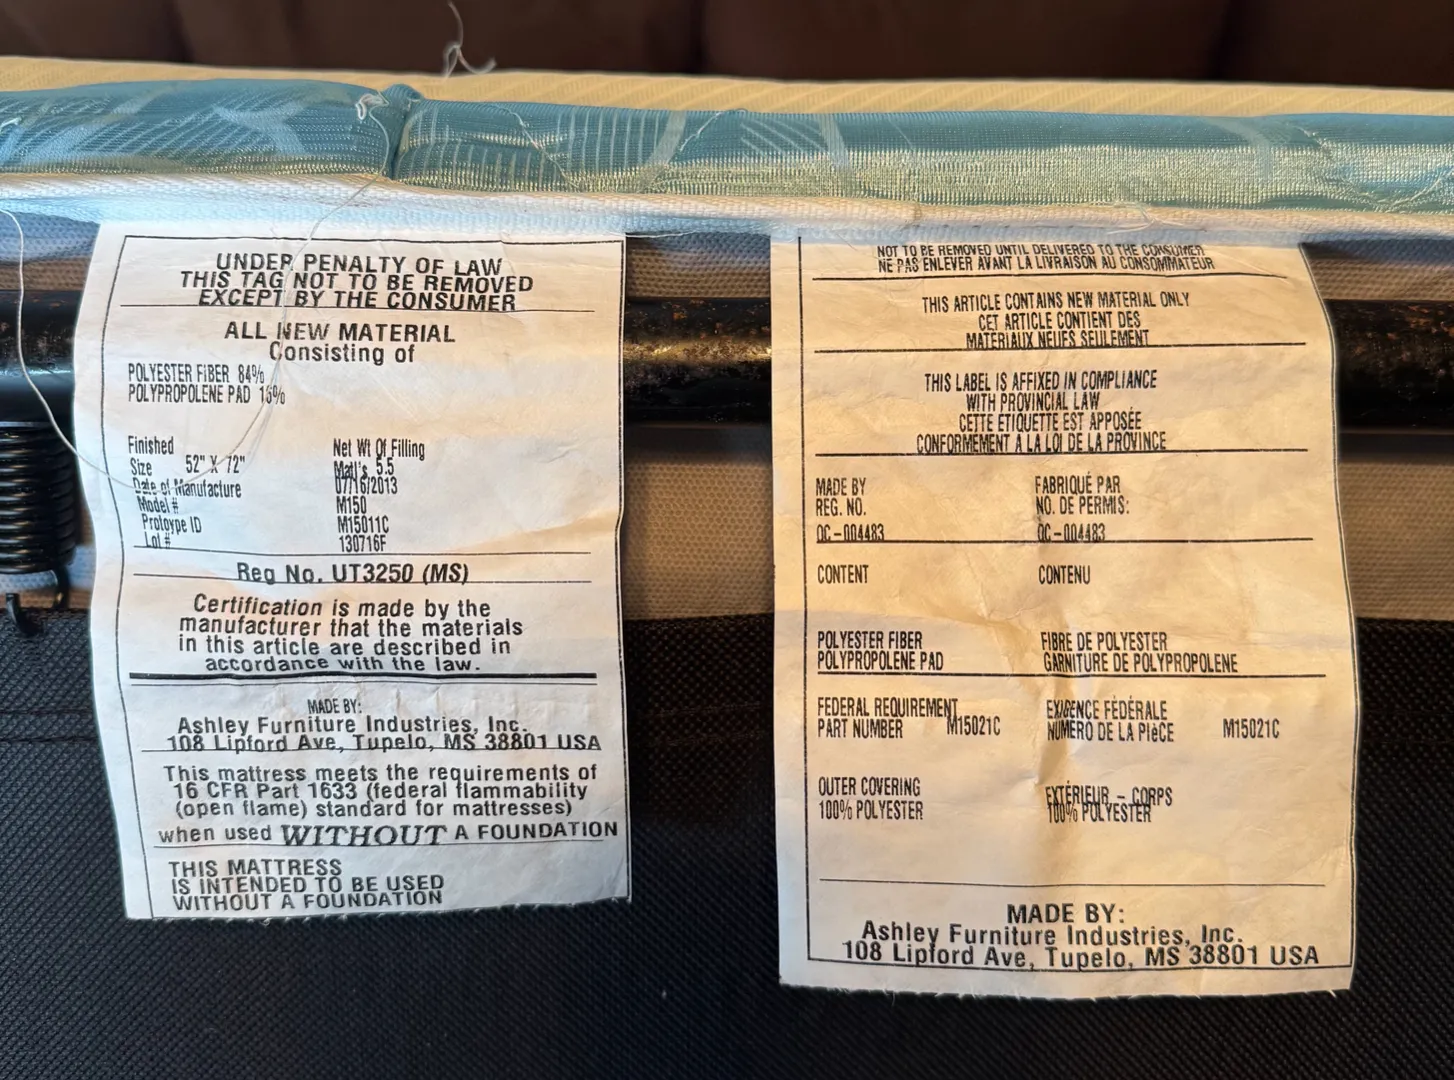 UNDER PENALTY OF LAW
THIS TAG NOT TO BE REMOVED
EXCEPT BY THE CONSUMER
ALL NEW MATERIAL
Consisting of
POLYESTER FIBER 84%
POLYPROPOLENE PAD 16%
Finished
Size 52" X 72"
Net Wt Of Filling
Matl's 5.5
Date of Manufacture 07/16/2013
Model # M150
Protoype ID M15011C
Lot # 130716F
Reg No. UT3250 (MS)
Certification is made by the
manufacturer that the materials
in this article are described in
accordance with the law.
MADE BY:
Ashley Furniture Industries, Inc.
108 Lipford Ave, Tupelo, MS 38801 USA
This mattress meets the requirements of
16 CFR Part 1633 (federal flammability
(open flame) standard for mattresses)
when used WITHOUT A FOUNDATION
THIS MATTRESS
IS INTENDED TO BE USED
WITHOUT A FOUNDATION
NOT TO BE REMOVED UNTIL DELIVERED TO THE CONSUMER
NE PAS ENLEVER AVANT LA LIVRAISON AU CONSOMMATEUR
THIS ARTICLE CONTAINS NEW MATERIAL ONLY
CET ARTICLE CONTIENT DES
MATERIAUX NEUFS SEULEMENT
THIS LABEL IS AFFIXED IN COMPLIANCE
WITH PROVINCIAL LAW
CETTE ETIQUETTE EST APPOSÉE
CONFORMEMENT A LA LOI DE LA PROVINCE
MADE BY FABRIQUÉ PAR
REG. NO. NO. DE PERMIS:
QC-004483 QC-004483
CONTENT CONTENU
POLYESTER FIBER FIBRE DE POLYESTER
POLYPROPOLENE PAD GARNITURE DE POLYPROPOLENE
FEDERAL REQUIREMENT EXIGENCE FÉDÉRALE
PART NUMBER M15021C NUMERO DE LA PIèCE M15021C
OUTER COVERING EXTÉRIEUR - CORPS
100% POLYESTER 100% POLYESTER
MADE BY:
Ashley Furniture Industries, Inc.
108 Lipford Ave, Tupelo, MS 38801 USA